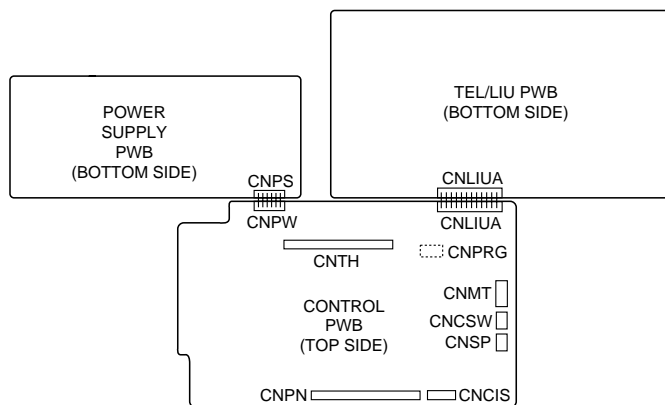 POWER
SUPPLY
PWB
(BOTTOM SIDE)
TEL/LIU PWB
(BOTTOM SIDE)
CNPS
CNLIUA
CNPW
CNLIUA
CNTH
CNPRG
CNMT
CONTROL
PWB
(TOP SIDE)
CNCSW
CNSP
CNPN
CNCIS